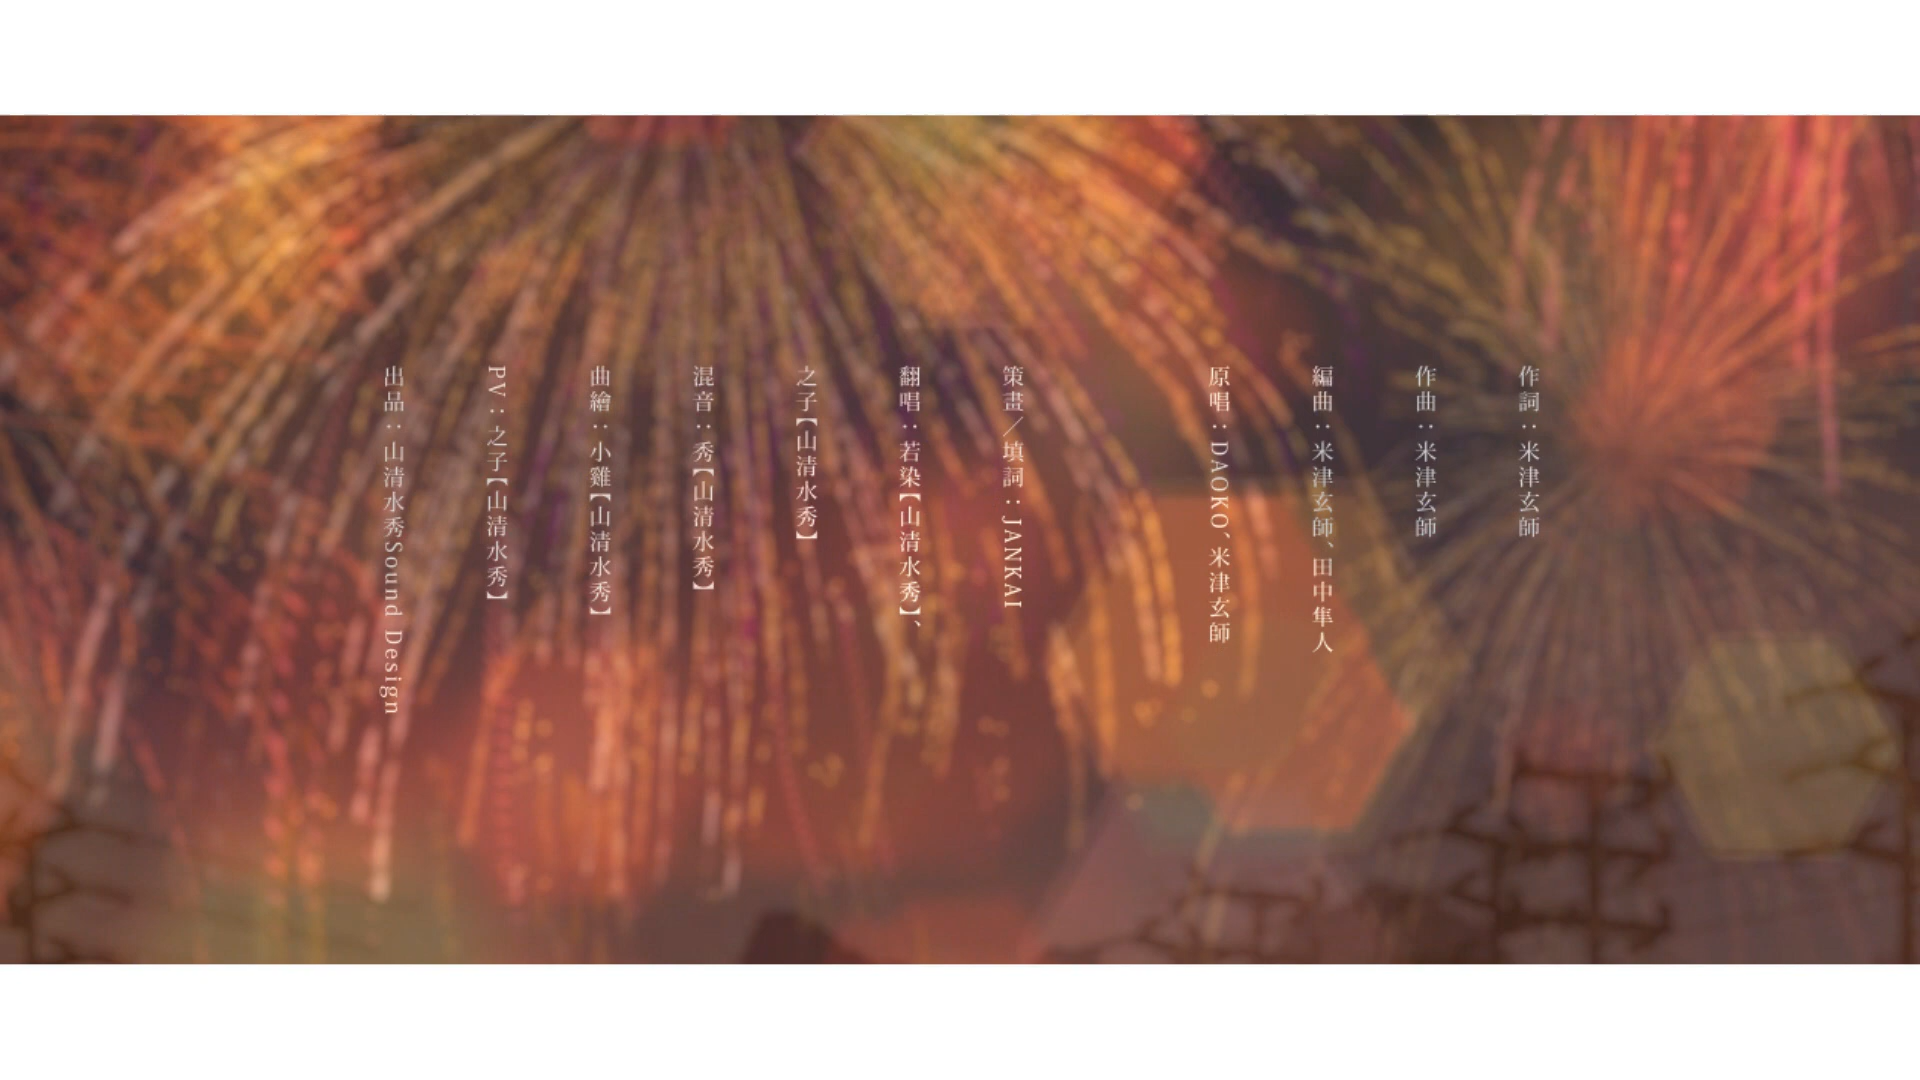 作詞：米津玄師
作曲：米津玄師
編曲：米津玄師、田中隼人
原唱：DAOKO、米津玄師
策畫／填詞：JANKAI
翻唱：若染【山清水秀】、
之子【山清水秀】
混音：秀【山清水秀】
曲繪：小雞【山清水秀】
PV：之子【山清水秀】
出品：山清水秀Sound Design